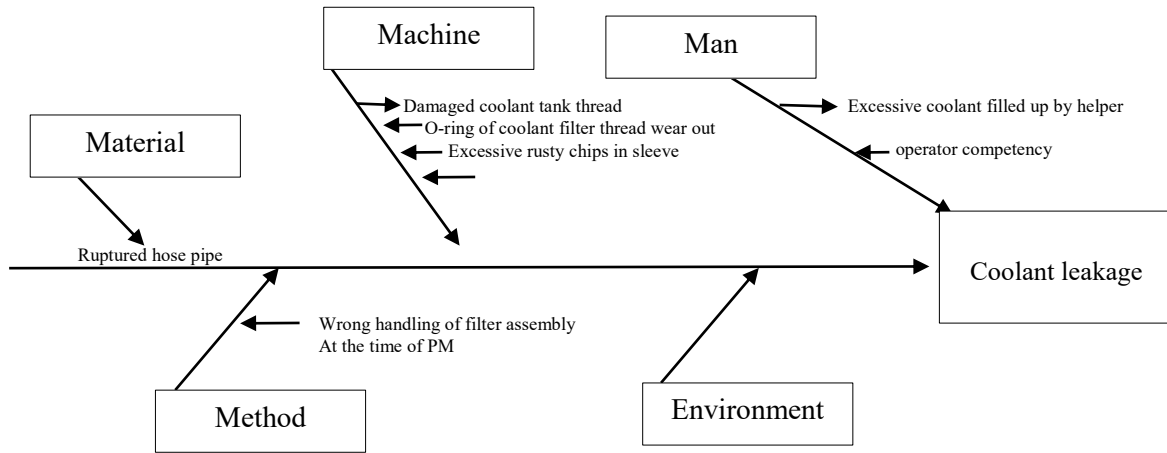 Machine
Man
Damaged coolant tank thread
Excessive coolant filled up by helper
O-ring of coolant filter thread wear out
Material
Excessive rusty chips in sleeve
operator competency
Ruptured hose pipe
Coolant leakage
Wrong handling of filter assembly
At the time of PM
Method
Environment